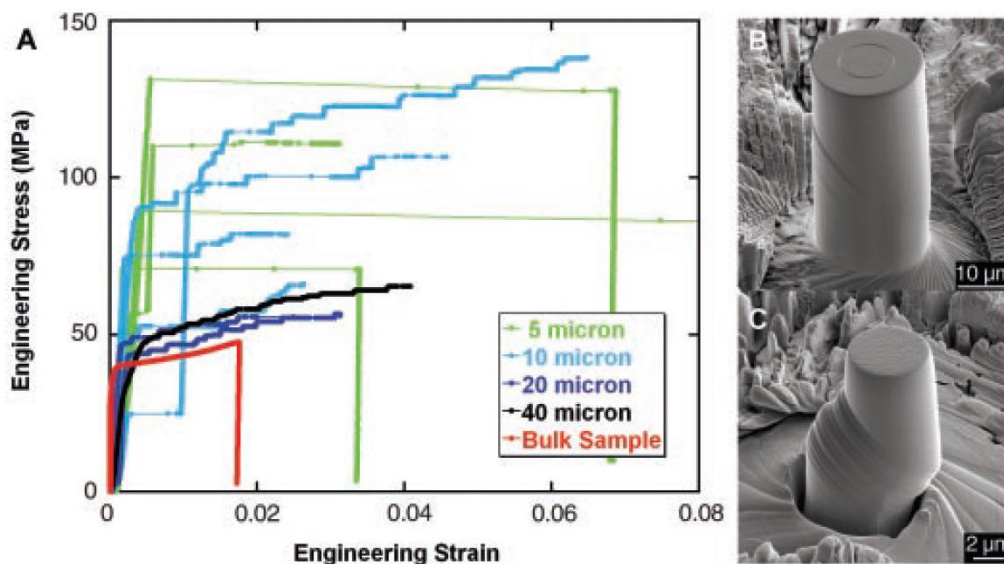 A
150
100
50
0
Engineering Stress (MPa)
0
0.02
0.04
0.06
0.08
Engineering Strain
5 micron
10 micron
20 micron
40 micron
Bulk Sample
B
10 µm
C
2 µm